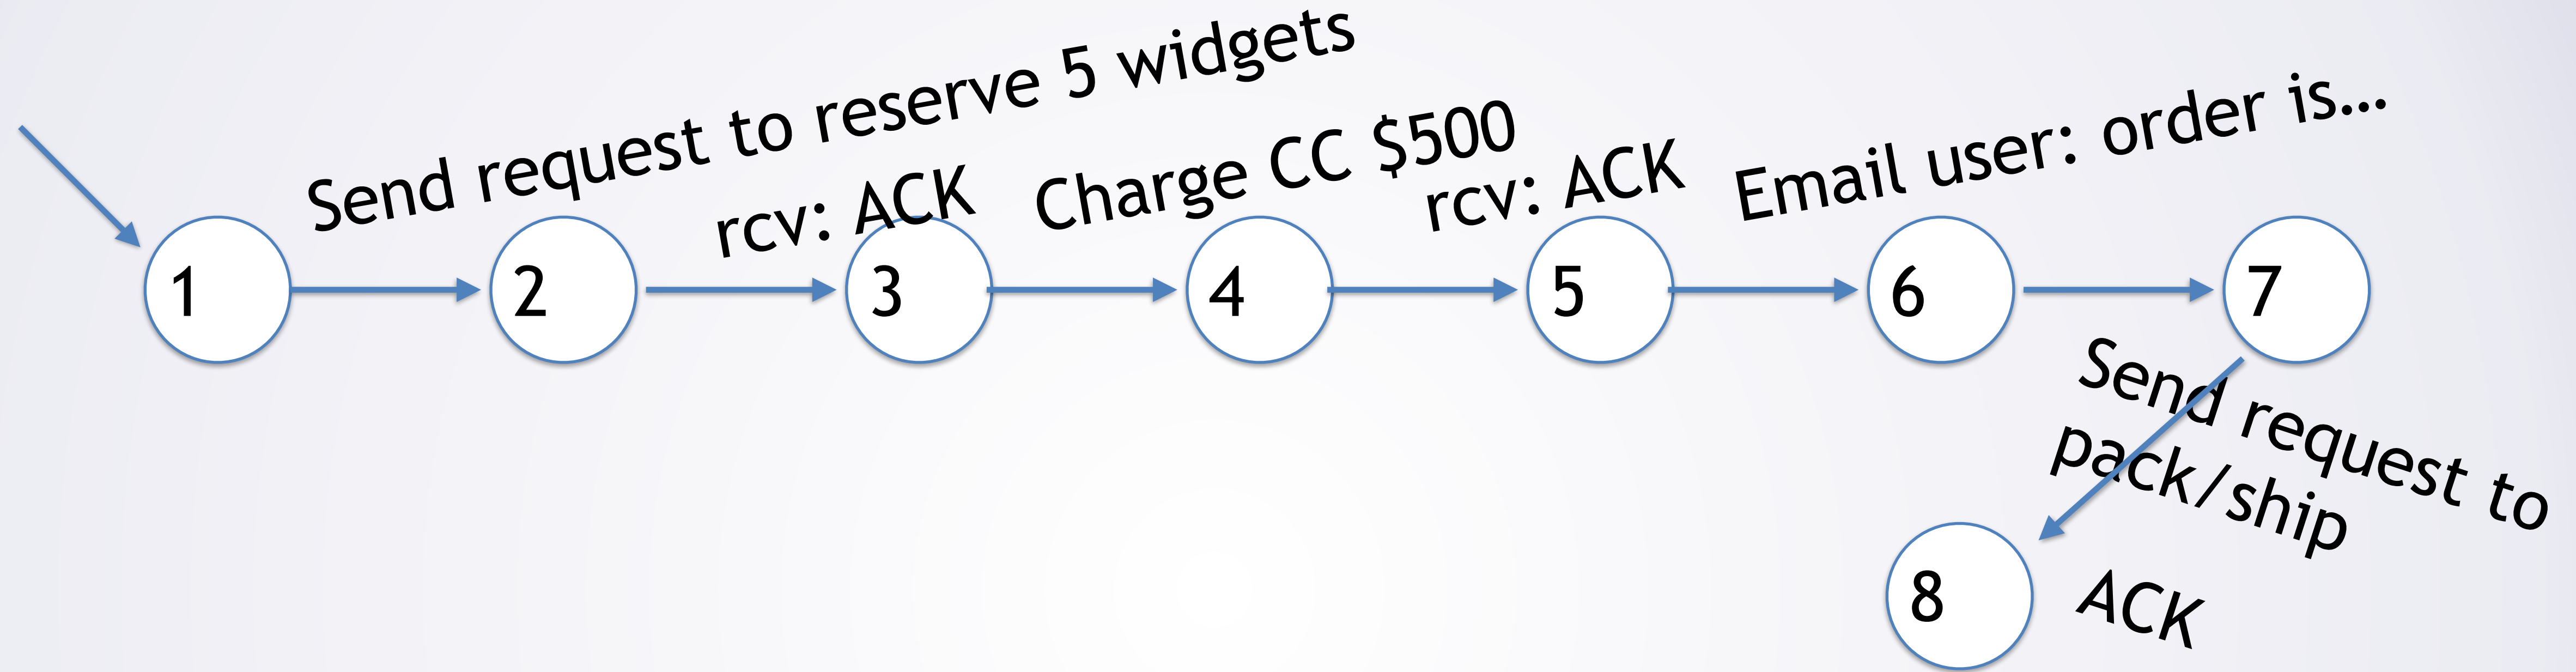 Send request to reserve 5 widgets
rcv: ACK
Charge CC $500
rcv: ACK
Email user: order is…
1
2
3
4
5
6
7
Send request to
pack/ship
8
ACK